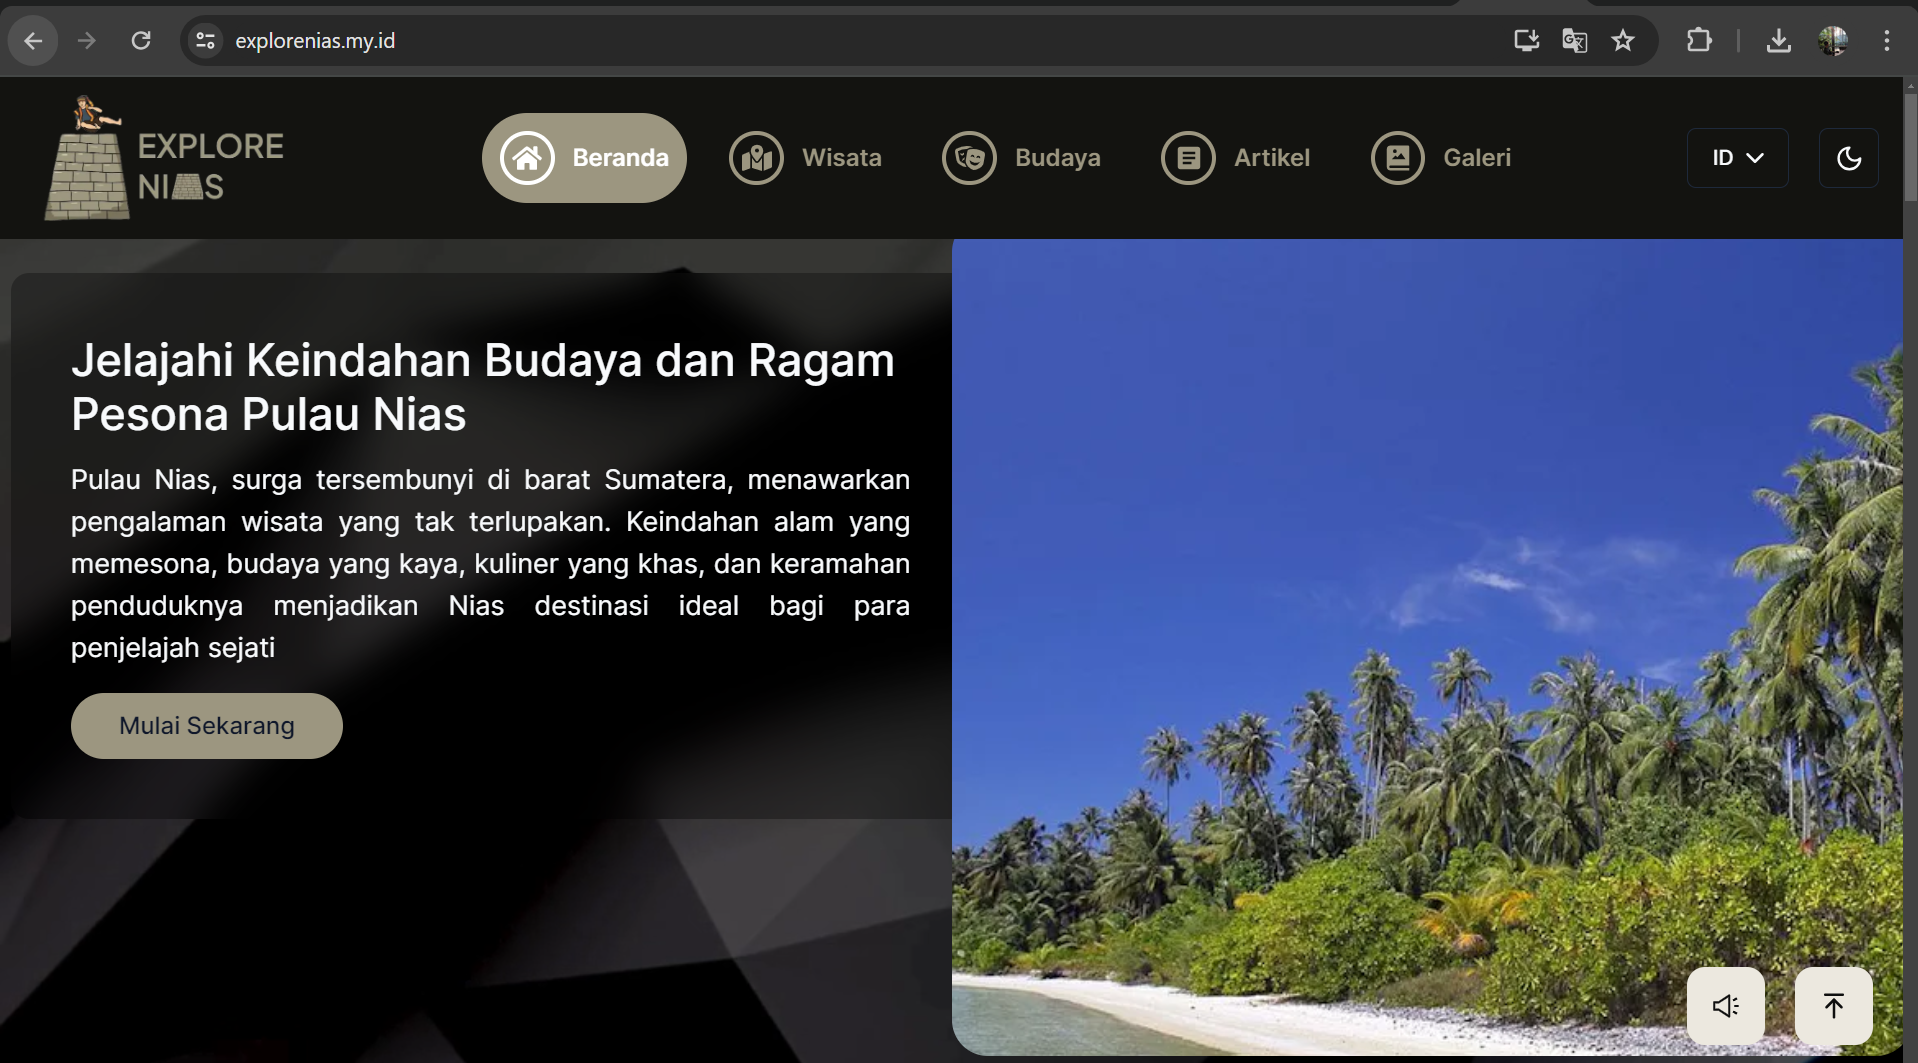 explorenias.my.id
EXPLORE
NIAS
Beranda
Wisata
Budaya
Artikel
Galeri
ID
Jelajahi Keindahan Budaya dan Ragam
Pesona Pulau Nias
Pulau Nias, surga tersembunyi di barat Sumatera, menawarkan
pengalaman wisata yang tak terlupakan. Keindahan alam yang
memesona, budaya yang kaya, kuliner yang khas, dan keramahan
penduduknya menjadikan Nias destinasi ideal bagi para
penjelajah sejati
Mulai Sekarang